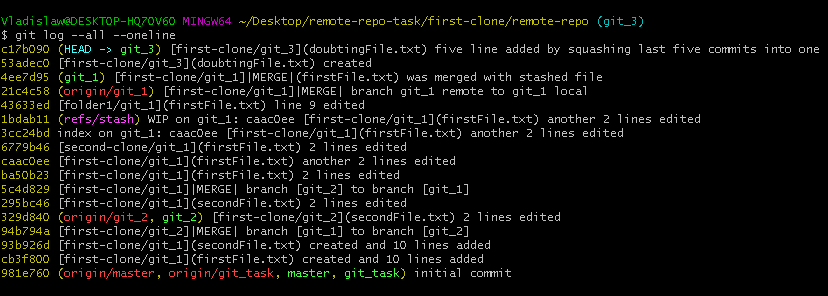 Vladislaw@DESKTOP-HQ7OV60 MINGW64 ~/Desktop/remote-repo-task/first-clone/remote-repo (git_3)
$ git log --all --oneline
c17b090 (HEAD -> git_3) [first-clone/git_3](doubtingFile.txt) five line added by squashing last five commits into one
53adec0 [first-clone/git_3](doubtingFile.txt) created
4ee7d95 (git_1) [first-clone/git_1]|MERGE|(firstFile.txt) was merged with stashed file
21c4c58 (origin/git_1) [first-clone/git_1]|MERGE| branch git_1 remote to git_1 local
43633ed [folder1/git_1](firstFile.txt) line 9 edited
1bdab11 (refs/stash) WIP on git_1: caac0ee [first-clone/git_1](firstFile.txt) another 2 lines edited
3cc24bd index on git_1: caac0ee [first-clone/git_1](firstFile.txt) another 2 lines edited
6779b46 [second-clone/git_1](firstFile.txt) 2 lines edited
caac0ee [first-clone/git_1](firstFile.txt) another 2 lines edited
ba50b23 [first-clone/git_1](firstFile.txt) 2 lines edited
5c4d829 [first-clone/git_1]|MERGE| branch [git_2] to branch [git_1]
295bc46 [first-clone/git_1](secondFile.txt) 2 lines edited
329d840 (origin/git_2, git_2) [first-clone/git_2](secondFile.txt) 2 lines edited
94b794a [first-clone/git_2]|MERGE| branch [git_1] to branch [git_2]
93b926d [first-clone/git_1](secondFile.txt) created and 10 lines added
cb3f800 [first-clone/git_1](firstFile.txt) created and 10 lines added
981e760 (origin/master, origin/git_task, master, git_task) initial commit